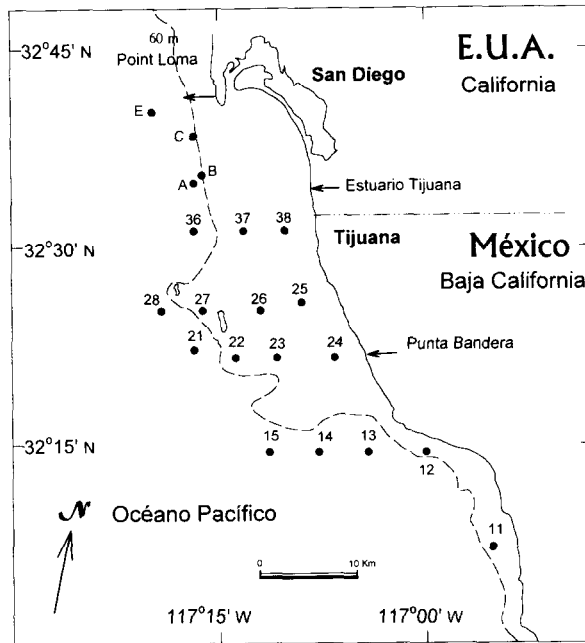 32°45' N
60 m
Point Loma
E.U.A.
California
San Diego
E
C
B
A
Estuario Tijuana
36 37 38
Tijuana
32°30' N
México
Baja California
28 27 26 25
21 22 23 24
Punta Bandera
32°15' N
15 14 13 12
11
N Océano Pacífico
0 10 Km
117°15' W 117°00' W